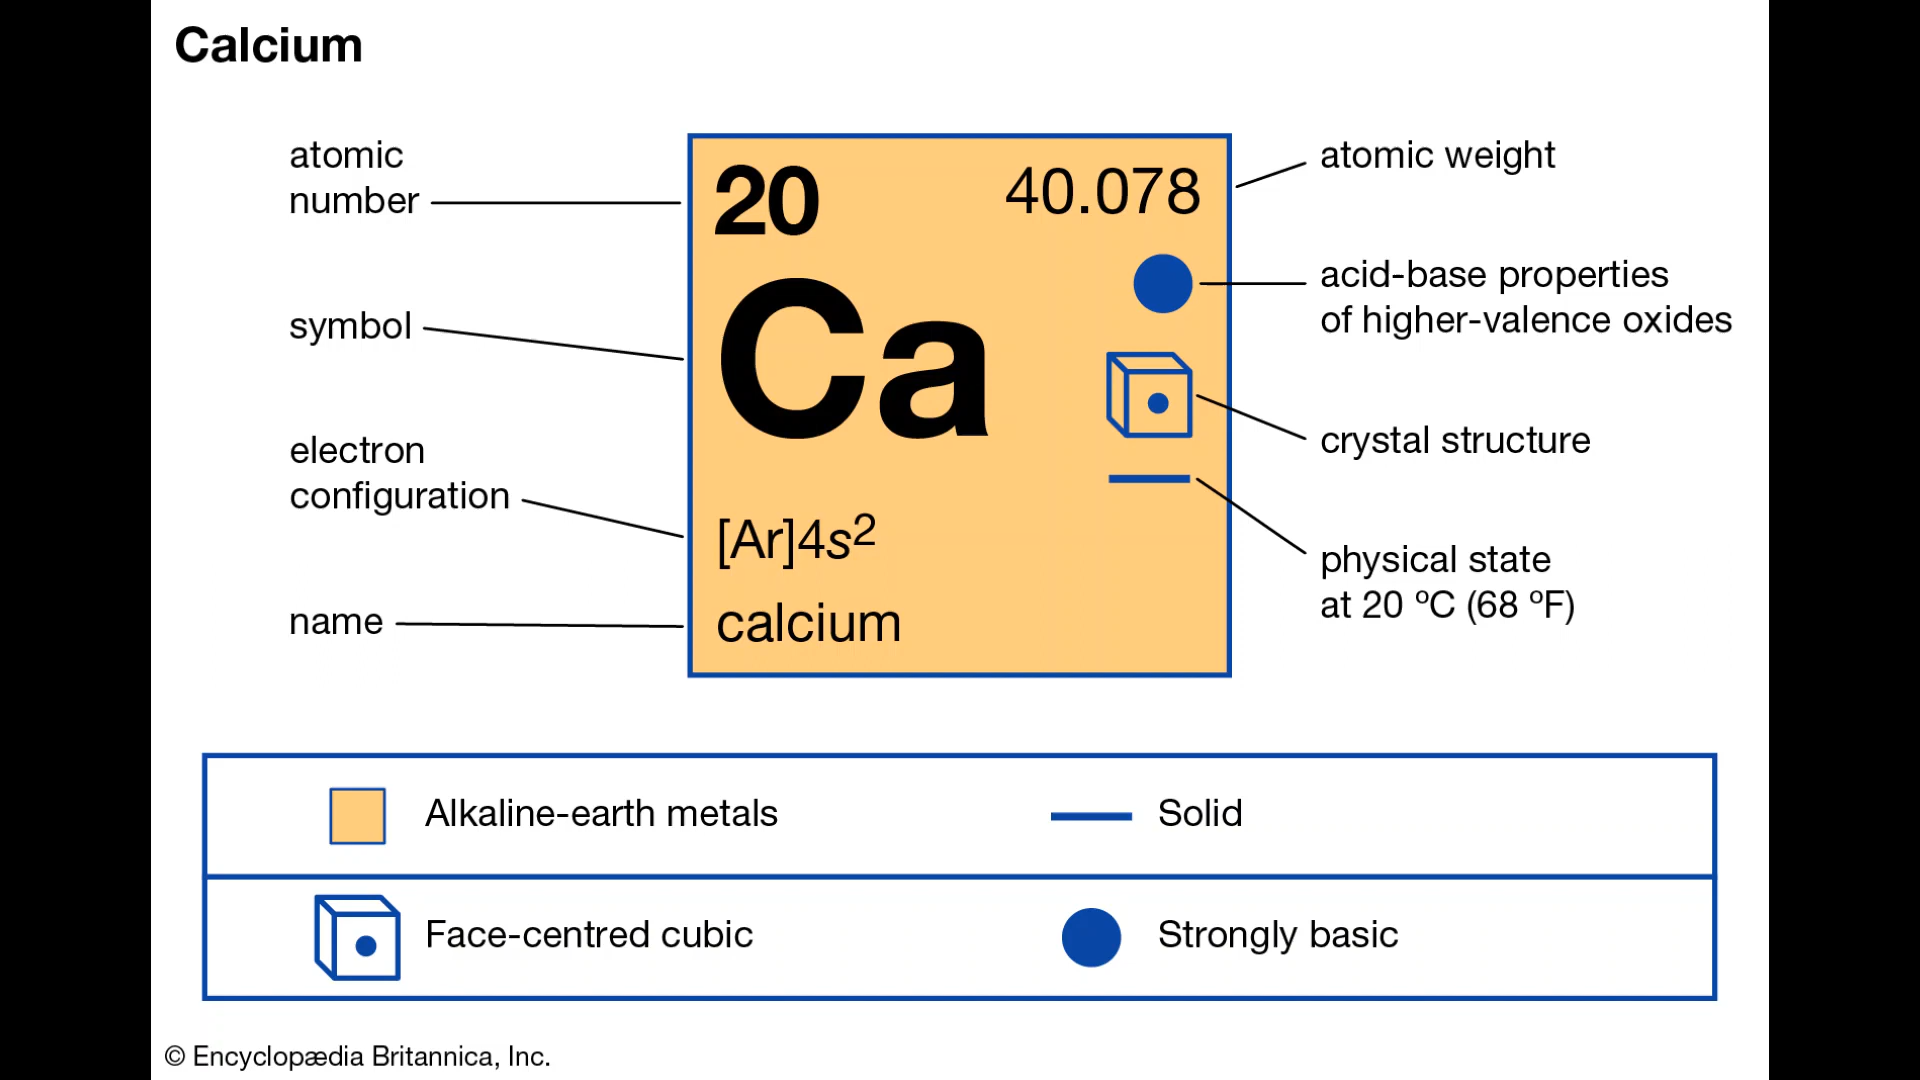 Calcium
atomic
number
symbol
electron
configuration
name
20
40.078
Ca
[Ar]4s²
calcium
atomic weight
acid-base properties
of higher-valence oxides
crystal structure
physical state
at 20 ºC (68 ºF)
Alkaline-earth metals
Solid
Face-centred cubic
Strongly basic
© Encyclopædia Britannica, Inc.